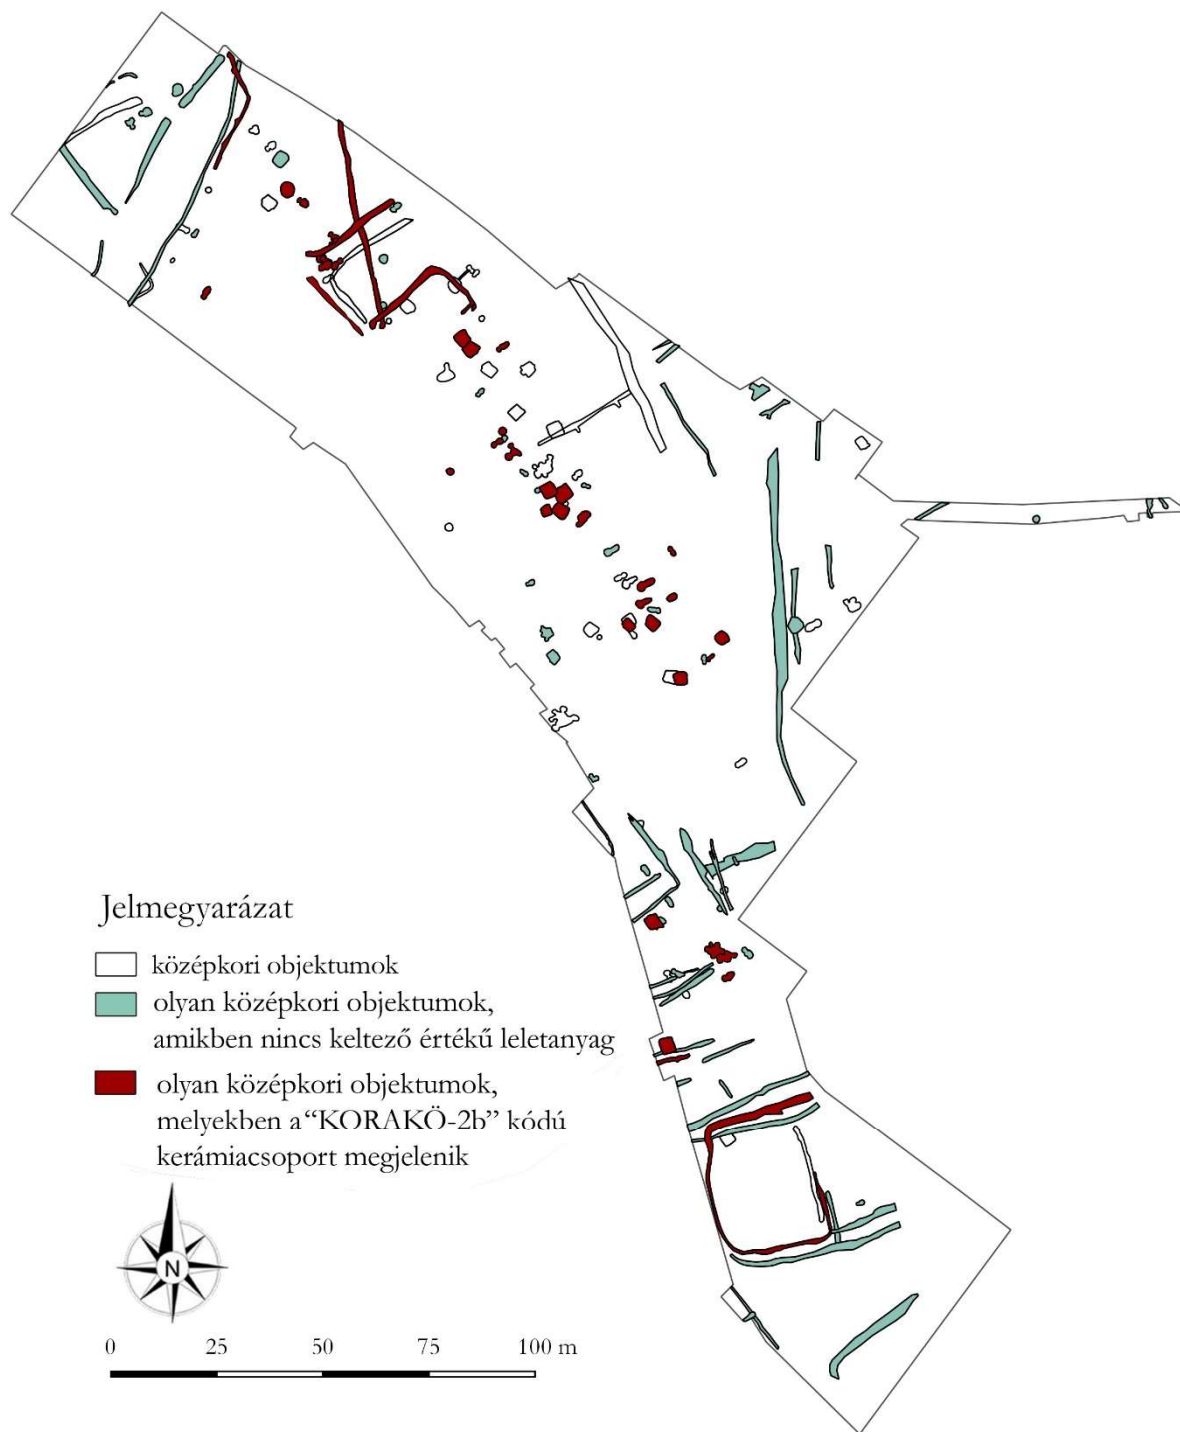 Jelmegyarázat
középkori objektumok
olyan középkori objektumok,
amikben nincs keltező értékű leletanyag
olyan középkori objektumok,
melyekben a “KORAKÖ-2b” kódú
kerámiacsoport megjelenik
N
0 25 50 75 100 m